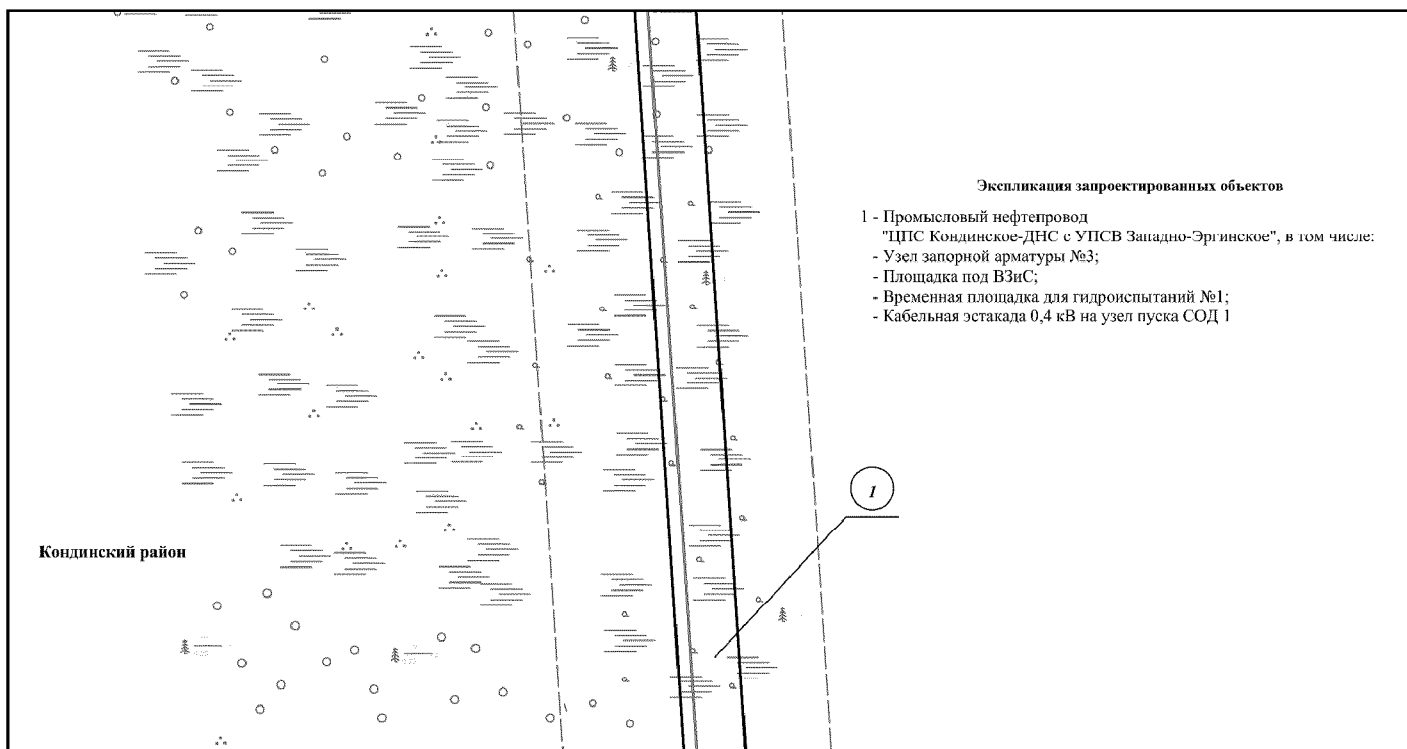 Экспликация запроектированных объектов
1 - Промысловый нефтепровод
"ЦПС Кондинское-ДНС с УПСВ Западно-Эргинское", в том числе:
- Узел запорной арматуры №3;
- Площадка под ВЗиС;
- Временная площадка для гидроиспытаний №1;
- Кабельная эстакада 0,4 кВ на узел пуска СОД 1
1
Кондинский район